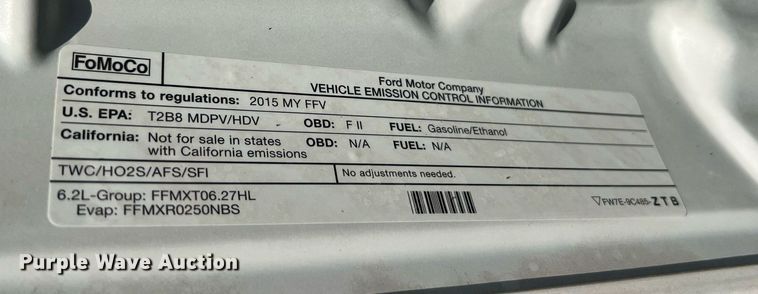 FoMoCo
Ford Motor Company
VEHICLE EMISSION CONTROL INFORMATION
Conforms to regulations: 2015 MY FFV
U.S. EPA: T2B8 MDPV/HDV OBD: F II FUEL: Gasoline/Ethanol
California: Not for sale in states with California emissions OBD: N/A FUEL: N/A
TWC/HO2S/AFS/SFI
No adjustments needed.
6.2L-Group: FFMXT06.27HL
Evap: FFMXR0250NBS
▽FW7E-9C485-ZTB
Purple Wave Auction